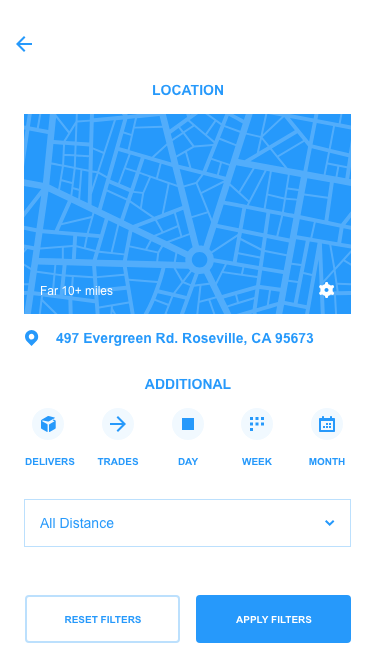 LOCATION
Far 10+ miles
497 Evergreen Rd. Roseville, CA 95673
ADDITIONAL
DELIVERS TRADES DAY WEEK MONTH
All Distance
RESET FILTERS APPLY FILTERS